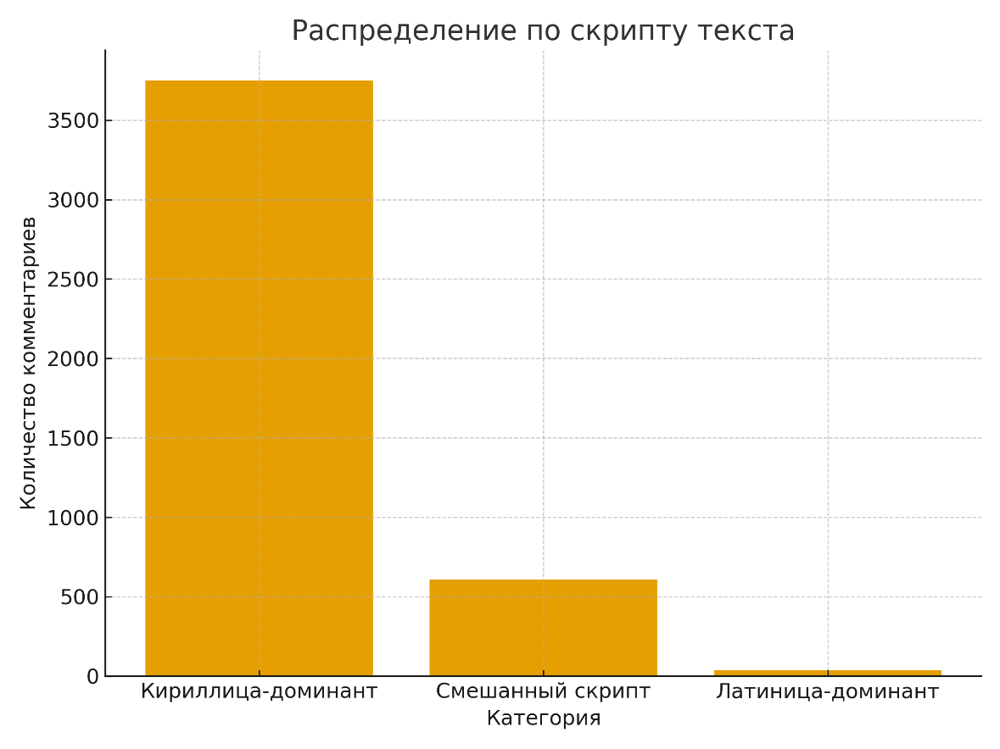 Распределение по скрипту текста
Количество комментариев
3500
3000
2500
2000
1500
1000
500
0
Кириллица-доминант Смешанный скрипт Латиница-доминант
Категория